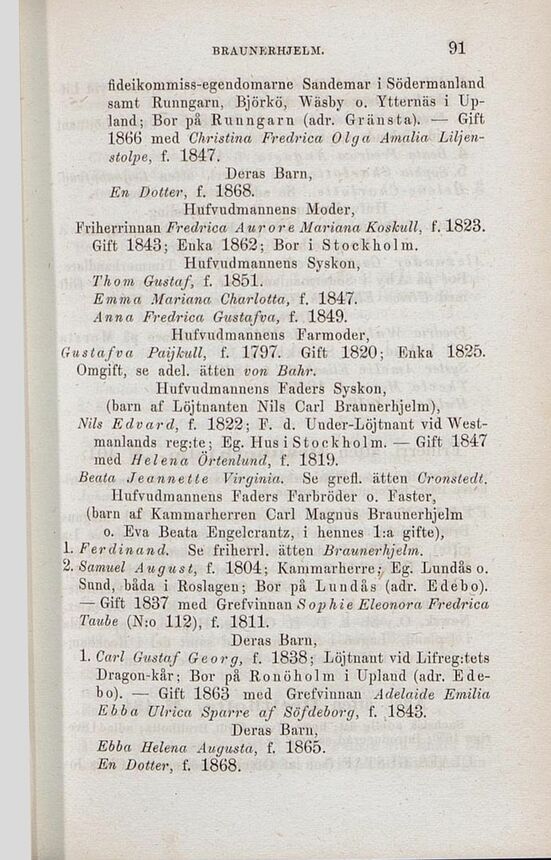 BRAUNERHJELM. 91
fideikommiss-egendomarne Sandemar i Södermanland
samt Runngarn, Björkö, Wäsby o. Ytternäs i Up-
land; Bor på Runngarn (adr. Gränsta). — Gift
1866 med Christina Fredrica Olga Amalia Liljen-
stolpe, f. 1847.
Deras Barn,
En Dotter, f. 1868.
Hufvudmannens Moder,
Friherrinnan Fredrica Aurore Mariana Koskull, f. 1823.
Gift 1843; Enka 1862; Bor i Stockholm.
Hufvudmannens Syskon,
Thom Gustaf, f. 1851.
Emma Mariana Charlotta, f. 1847.
Anna Fredrica Gustafva, f. 1849.
Hufvudmannens Farmoder,
Gustafva Paijkull, f. 1797. Gift 1820; Enka 1825.
Omgift, se adel. ätten von Bahr.
Hufvudmannens Faders Syskon,
(barn af Löjtnanten Nils Carl Braunerhjelm),
Nils Edvard, f. 1822; F. d. Under-Löjtnant vid West-
manlands reg:te; Eg. Hus i Stockholm. — Gift 1847
med Helena Örtenlund, f. 1819.
Beata Jeannette Virginia. Se grefl. ätten Cronstedt.
Hufvudmannens Faders Farbröder o. Faster,
(barn af Kammarherren Carl Magnus Braunerhjelm
o. Eva Beata Engelcrantz, i hennes 1:a gifte),
1. Ferdinand. Se friherrl. ätten Braunerhjelm.
2. Samuel August, f. 1804; Kammarherre; Eg. Lundås o.
Sund, båda i Roslagen; Bor på Lundås (adr. Edebo).
— Gift 1837 med Grefvinnan Sophie Eleonora Fredrica
Taube (N:o 112), f. 1811.
Deras Barn,
1. Carl Gustaf Georg, f. 1838; Löjtnant vid Lifreg:tets
Dragon-kår; Bor på Ronöholm i Upland (adr. Ede-
bo). — Gift 1863 med Grefvinnan Adelaide Emilia
Ebba Ulrica Sparre af Söfdeborg, f. 1843.
Deras Barn,
Ebba Helena Augusta, f. 1865.
En Dotter, f. 1868.